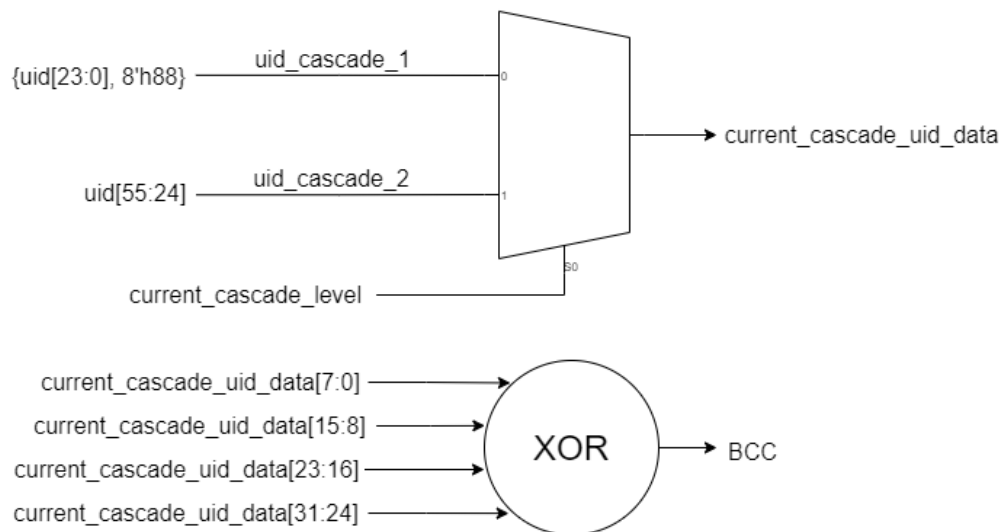 uid_cascade_1
{uid[23:0], 8'h88}
0
current_cascade_uid_data
uid_cascade_2
uid[55:24]
1
S0
current_cascade_level
current_cascade_uid_data[7:0]
current_cascade_uid_data[15:8]
XOR
BCC
current_cascade_uid_data[23:16]
current_cascade_uid_data[31:24]